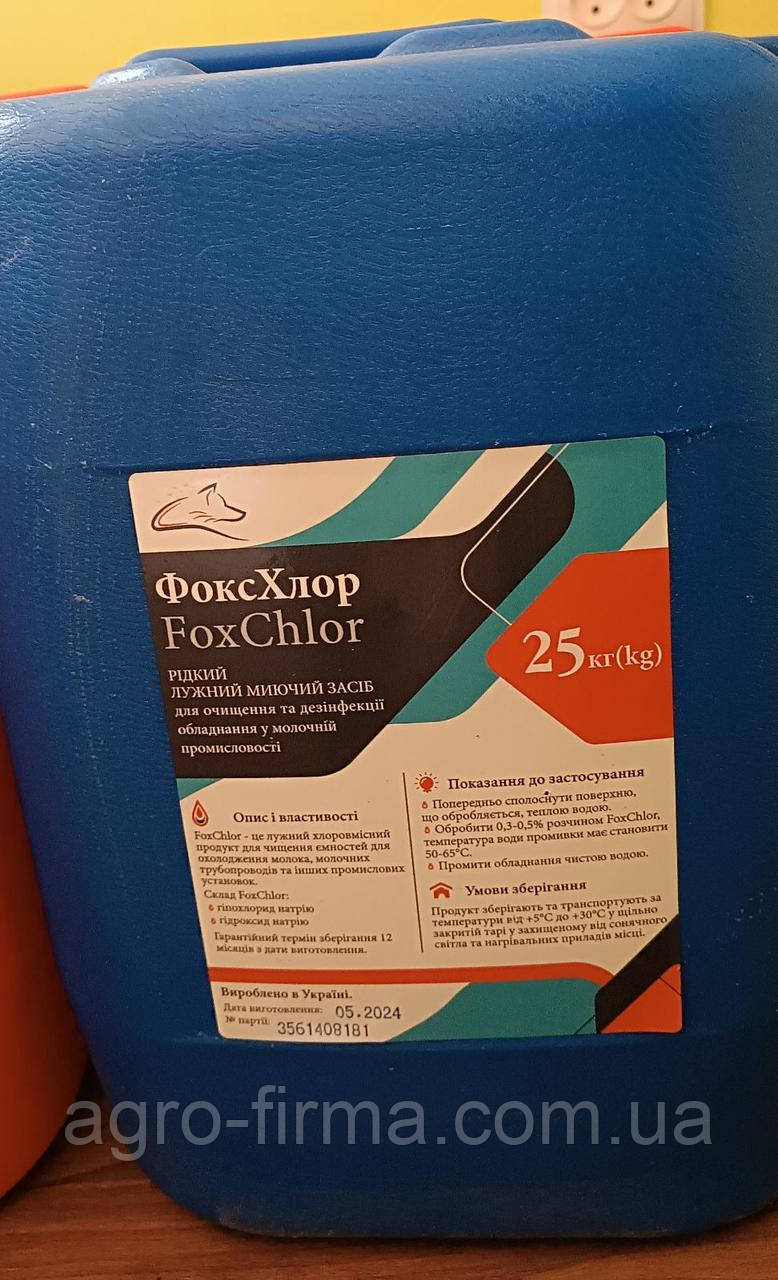 ФоксХлор
FoxChlor
РІДКИЙ
ЛУЖНИЙ МИЮЧИЙ ЗАСІБ
для очищення та дезінфекції
обладнання у молочній
промисловості
25 кг(kg)
Опис і властивості
FoxChlor - це лужний хлоровмісний
продукт для чищення ємностей для
охолодження молока, молочних
трубопроводів та інших промислових
установок.
Склад FoxChlor:
гіпохлорид натрію
гідроксид натрію
Гарантійний термін зберігання 12
місяців з дати виготовлення.
Показання до застосування
Попередньо сполоснути поверхню,
що обробляється, теплою водою.
Обробити 0,3-0,5% розчином FoxChlor,
температура води промивки має становити
50-65°C.
Промити обладнання чистою водою.
Умови зберігання
Продукт зберігають та транспортують за
температури від +5°C до +30°C у щільно
закритій тарі у захищеному від сонячного
світла та нагрівальних приладів місці.
Вироблено в Україні.
Дата виготовлення: 05.2024
№ партії: 3561408181
agro-firma.com.ua